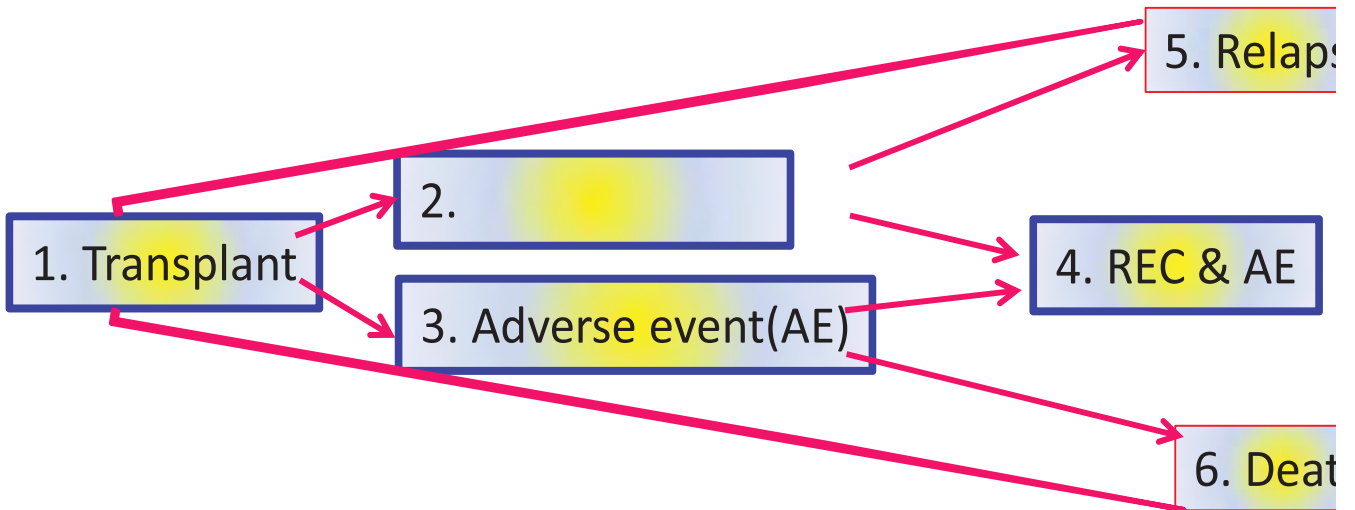 5. Relaps
2.
1. Transplant
4. REC & AE
3. Adverse event(AE)
6. Deat